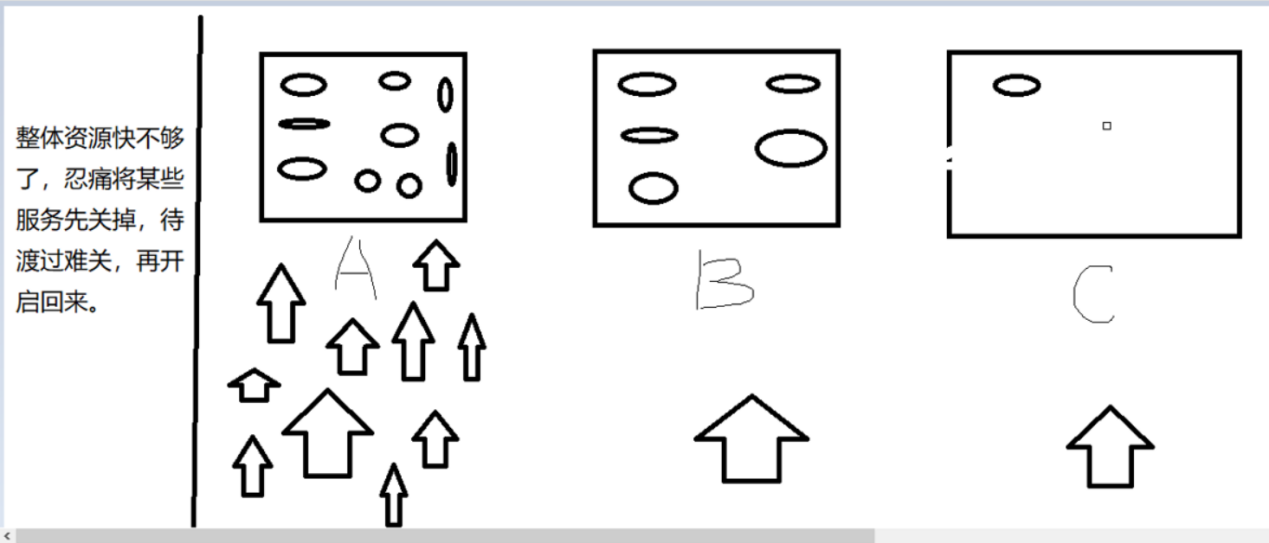 整体资源快不够
了，忍痛将某些
服务先关掉，待
渡过难关，再开
启回来。
A
B
C